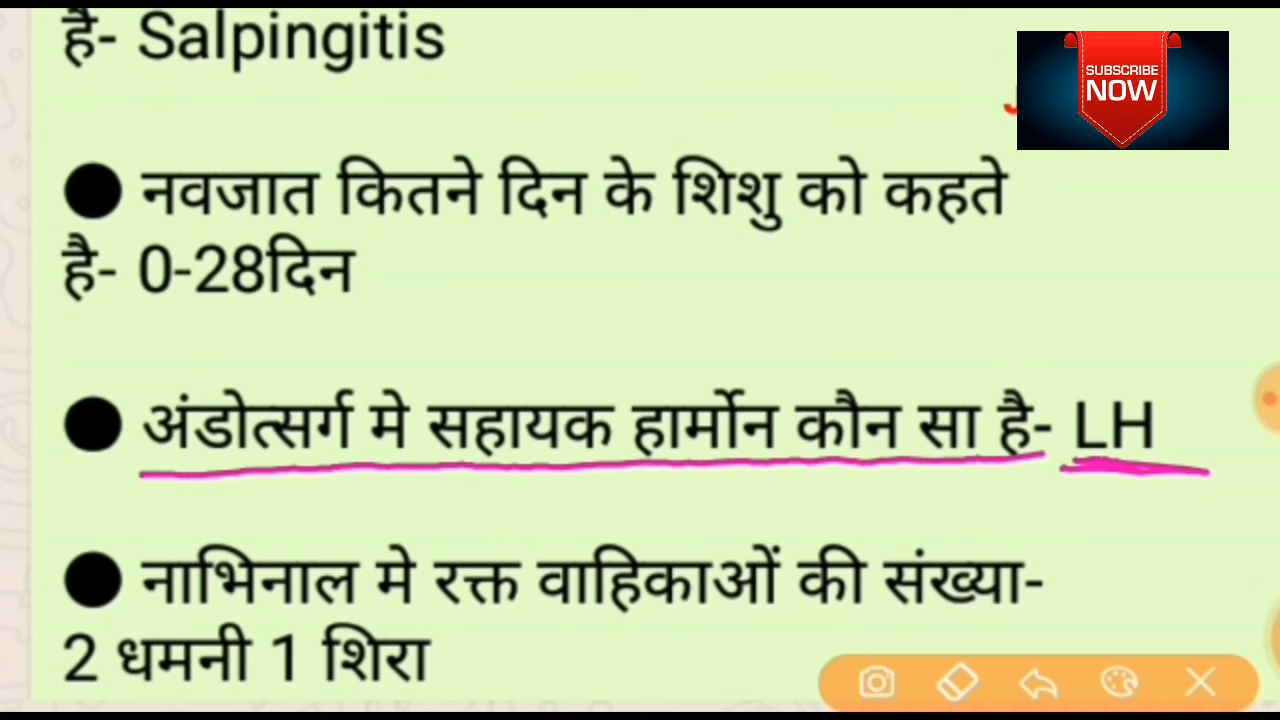 है- Salpingitis
SUBSCRIBE
NOW
● नवजात कितने दिन के शिशु को कहते
है- 0-28दिन
● अंडोत्सर्ग मे सहायक हार्मोन कौन सा है- LH
● नाभिनाल मे रक्त वाहिकाओं की संख्या-
2 धमनी 1 शिरा